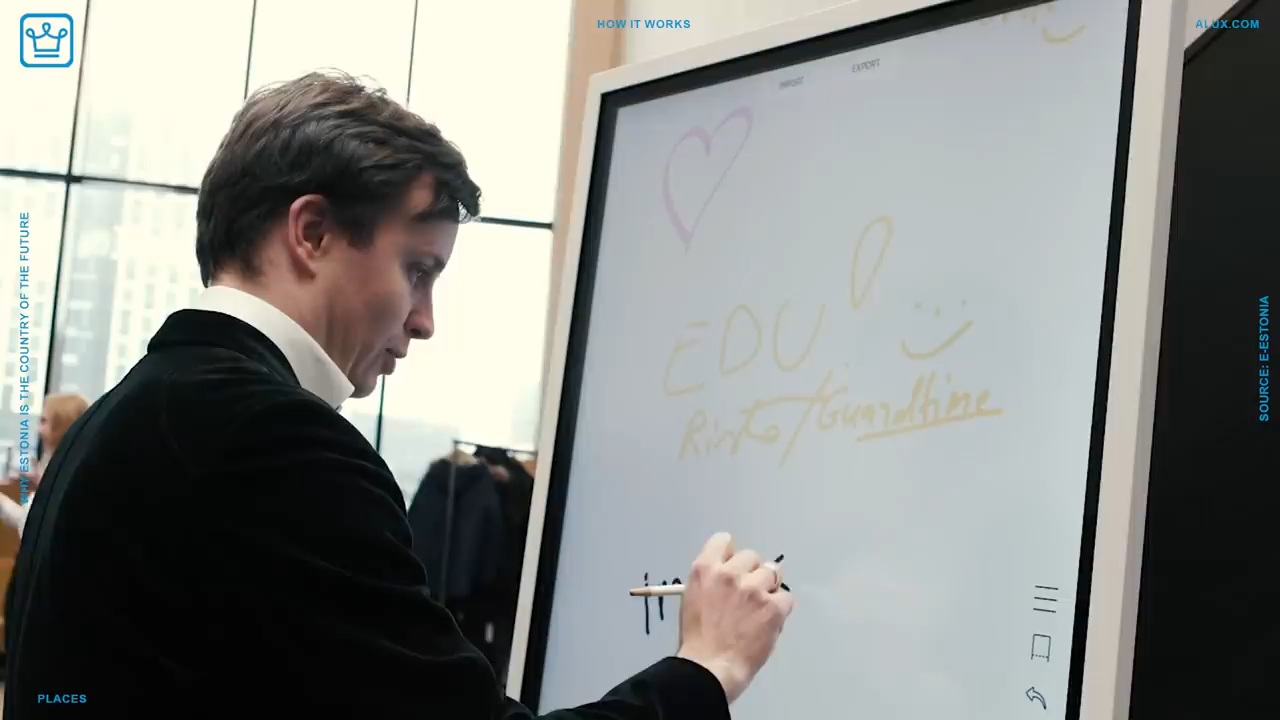 HOW IT WORKS
ALUX.COM
IMPORT
EXPORT
EDU
Risto/Guardtime
WHY ESTONIA IS THE COUNTRY OF THE FUTURE
SOURCE: E-ESTONIA
PLACES